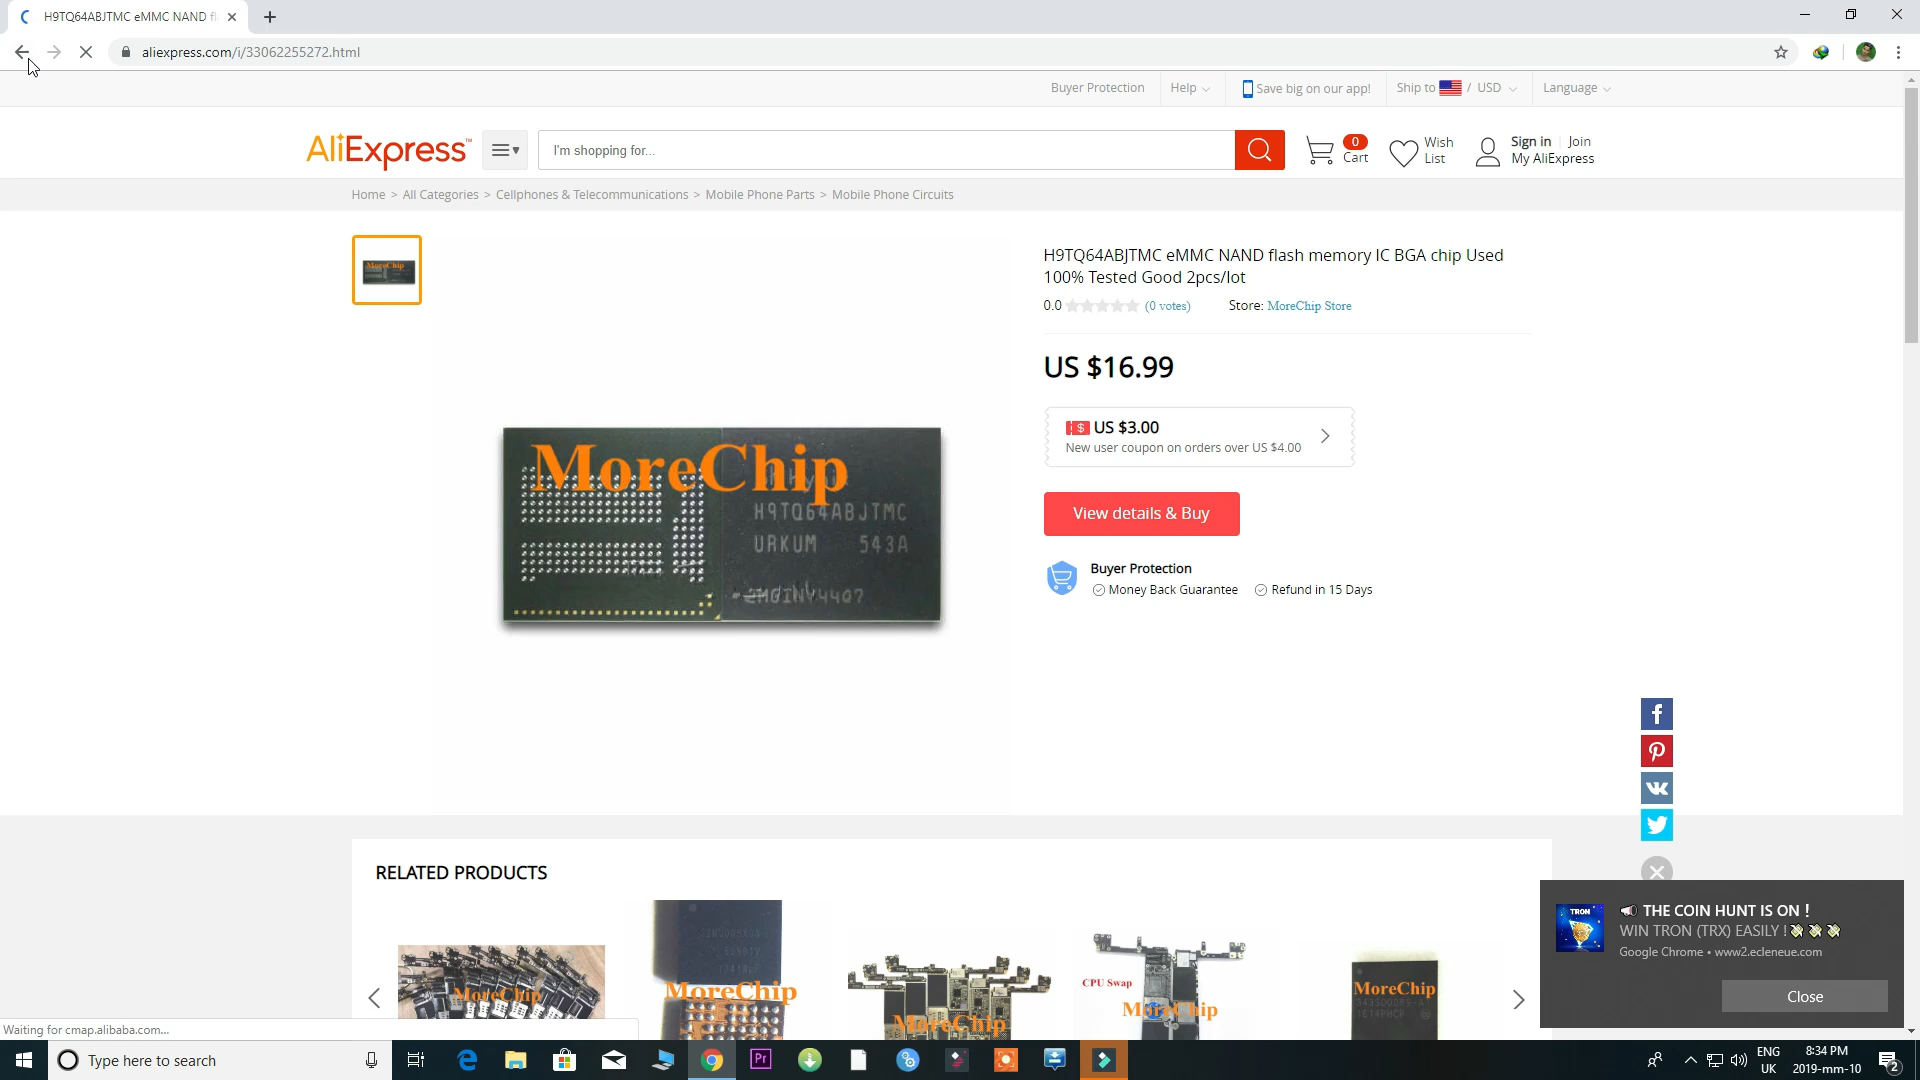 H9TQ64ABJTMC eMMC NAND fl
aliexpress.com/i/33062255272.html
Buyer Protection
Help
Save big on our app!
Ship to / USD
Language
AliExpress™
I'm shopping for...
0
Cart
Wish
List
Sign in | Join
My AliExpress
Home > All Categories > Cellphones & Telecommunications > Mobile Phone Parts > Mobile Phone Circuits
MoreChip
H9TQ64ABJTMC eMMC NAND flash memory IC BGA chip Used
100% Tested Good 2pcs/lot
0.0 (0 votes) Store: MoreChip Store
US $16.99
$ US $3.00
New user coupon on orders over US $4.00
View details & Buy
Buyer Protection
Money Back Guarantee Refund in 15 Days
MoreChip
H9TQ64ABJTMC
URKUM 543A
RELATED PRODUCTS
MoreChip
MoreChip
MoreChip
CPU Swap
MoreChip
MoreChip
TRON
THE COIN HUNT IS ON !
WIN TRON (TRX) EASILY !
Google Chrome • www2.ecleneue.com
Close
Waiting for cmap.alibaba.com...
Type here to search
Pr
ENG
UK
8:34 PM
2019-mm-10
2